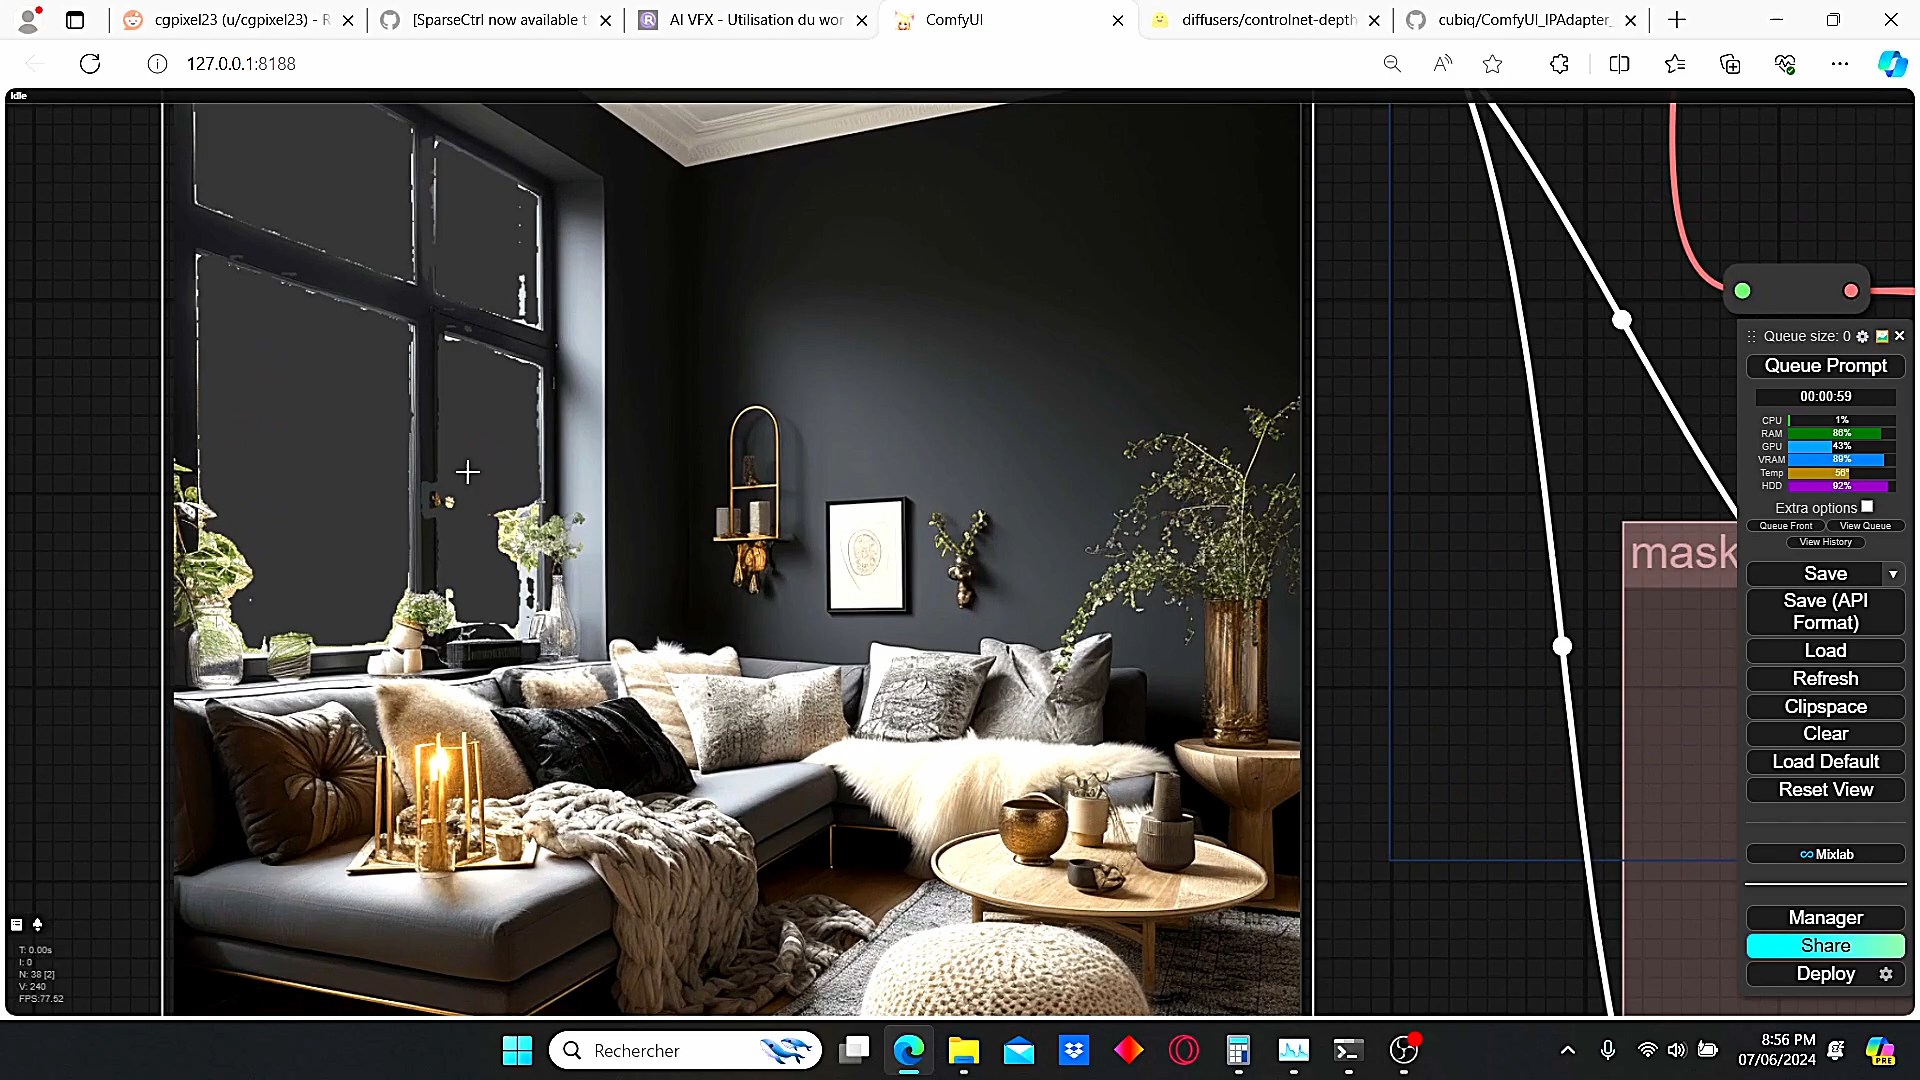 cgpixel23 (u/cgpixel23) - R
[SparseCtrl now available t
AI VFX - Utilisation du wor
ComfyUI
diffusers/controlnet-depth
cubiq/ComfyUI_IPAdapter_
127.0.0.1:8188
Idle
Queue size: 0
Queue Prompt
00:00:59
CPU 1%
RAM 86%
GPU 43%
VRAM 89%
Temp 56°
HDD 92%
Extra options
Queue Front View Queue
View History
mask
Save
Save (API
Format)
Load
Refresh
Clipspace
Clear
Load Default
Reset View
Mixlab
Manager
Share
Deploy
T: 0.00s
I: 0
N: 38 [2]
V: 240
FPS:77.52
Rechercher
8:56 PM
07/06/2024
PRE